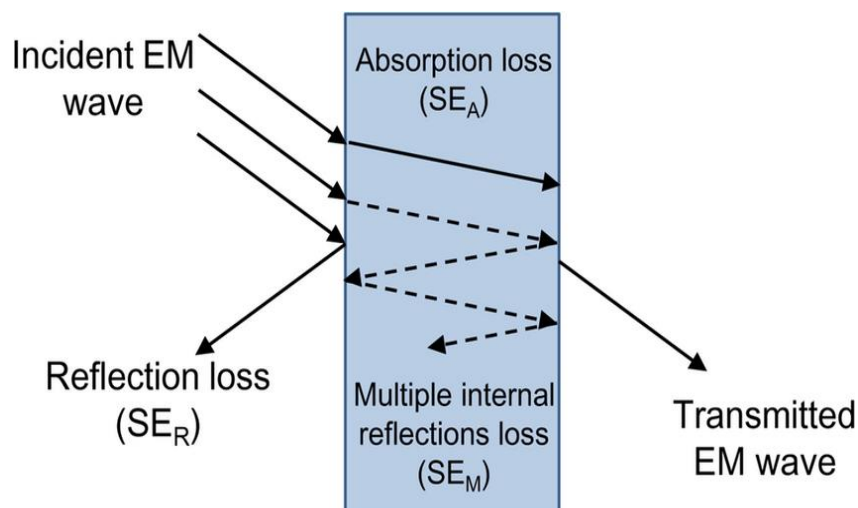 Incident EM
wave
Absorption loss
(SE_A)
Reflection loss
(SE_R)
Multiple internal
reflections loss
(SE_M)
Transmitted
EM wave